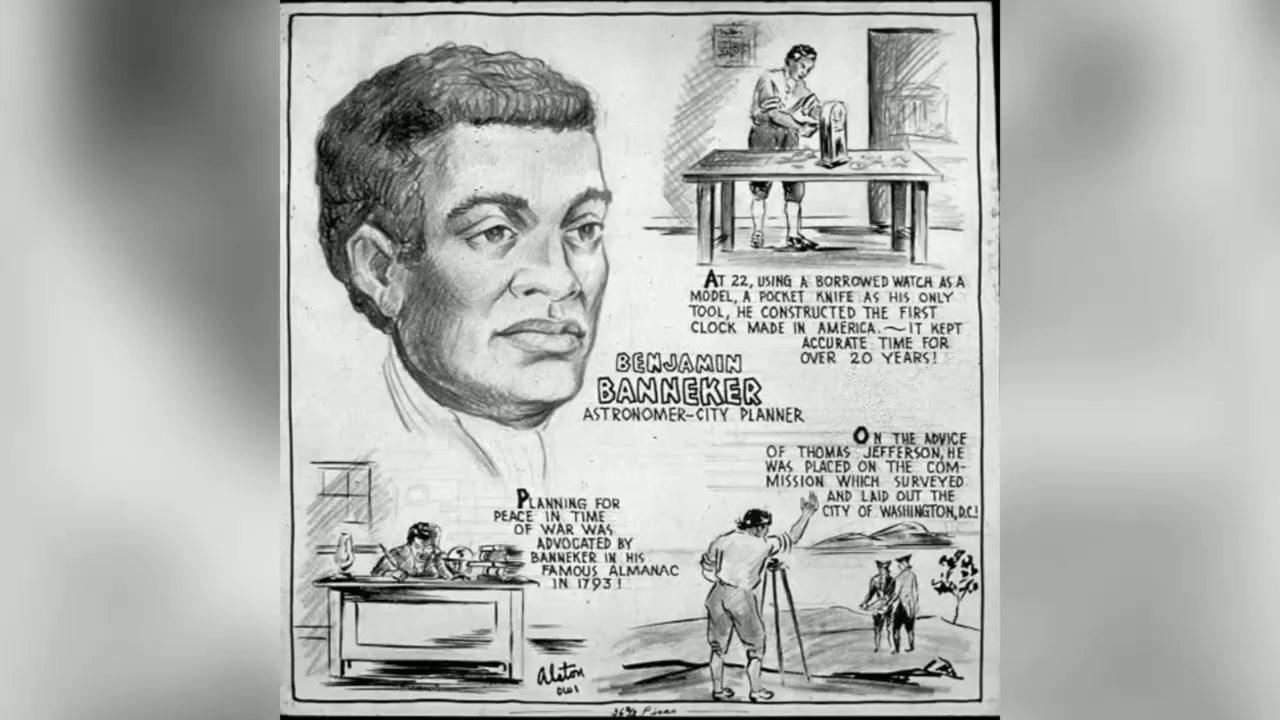 AT 22, USING A BORROWED WATCH AS A
MODEL, A POCKET KNIFE AS HIS ONLY
TOOL, HE CONSTRUCTED THE FIRST
CLOCK MADE IN AMERICA.~IT KEPT
ACCURATE TIME FOR
OVER 20 YEARS!
BENJAMIN
BANNEKER
ASTRONOMER-CITY PLANNER
ON THE ADVICE
OF THOMAS JEFFERSON, HE
WAS PLACED ON THE COM-
MISSION WHICH SURVEYED
AND LAID OUT THE
CITY OF WASHINGTON, D.C.!
PLANNING FOR
PEACE IN TIME
OF WAR WAS
ADVOCATED BY
BANNEKER IN HIS
FAMOUS ALMANAC
IN 1793!
Alston